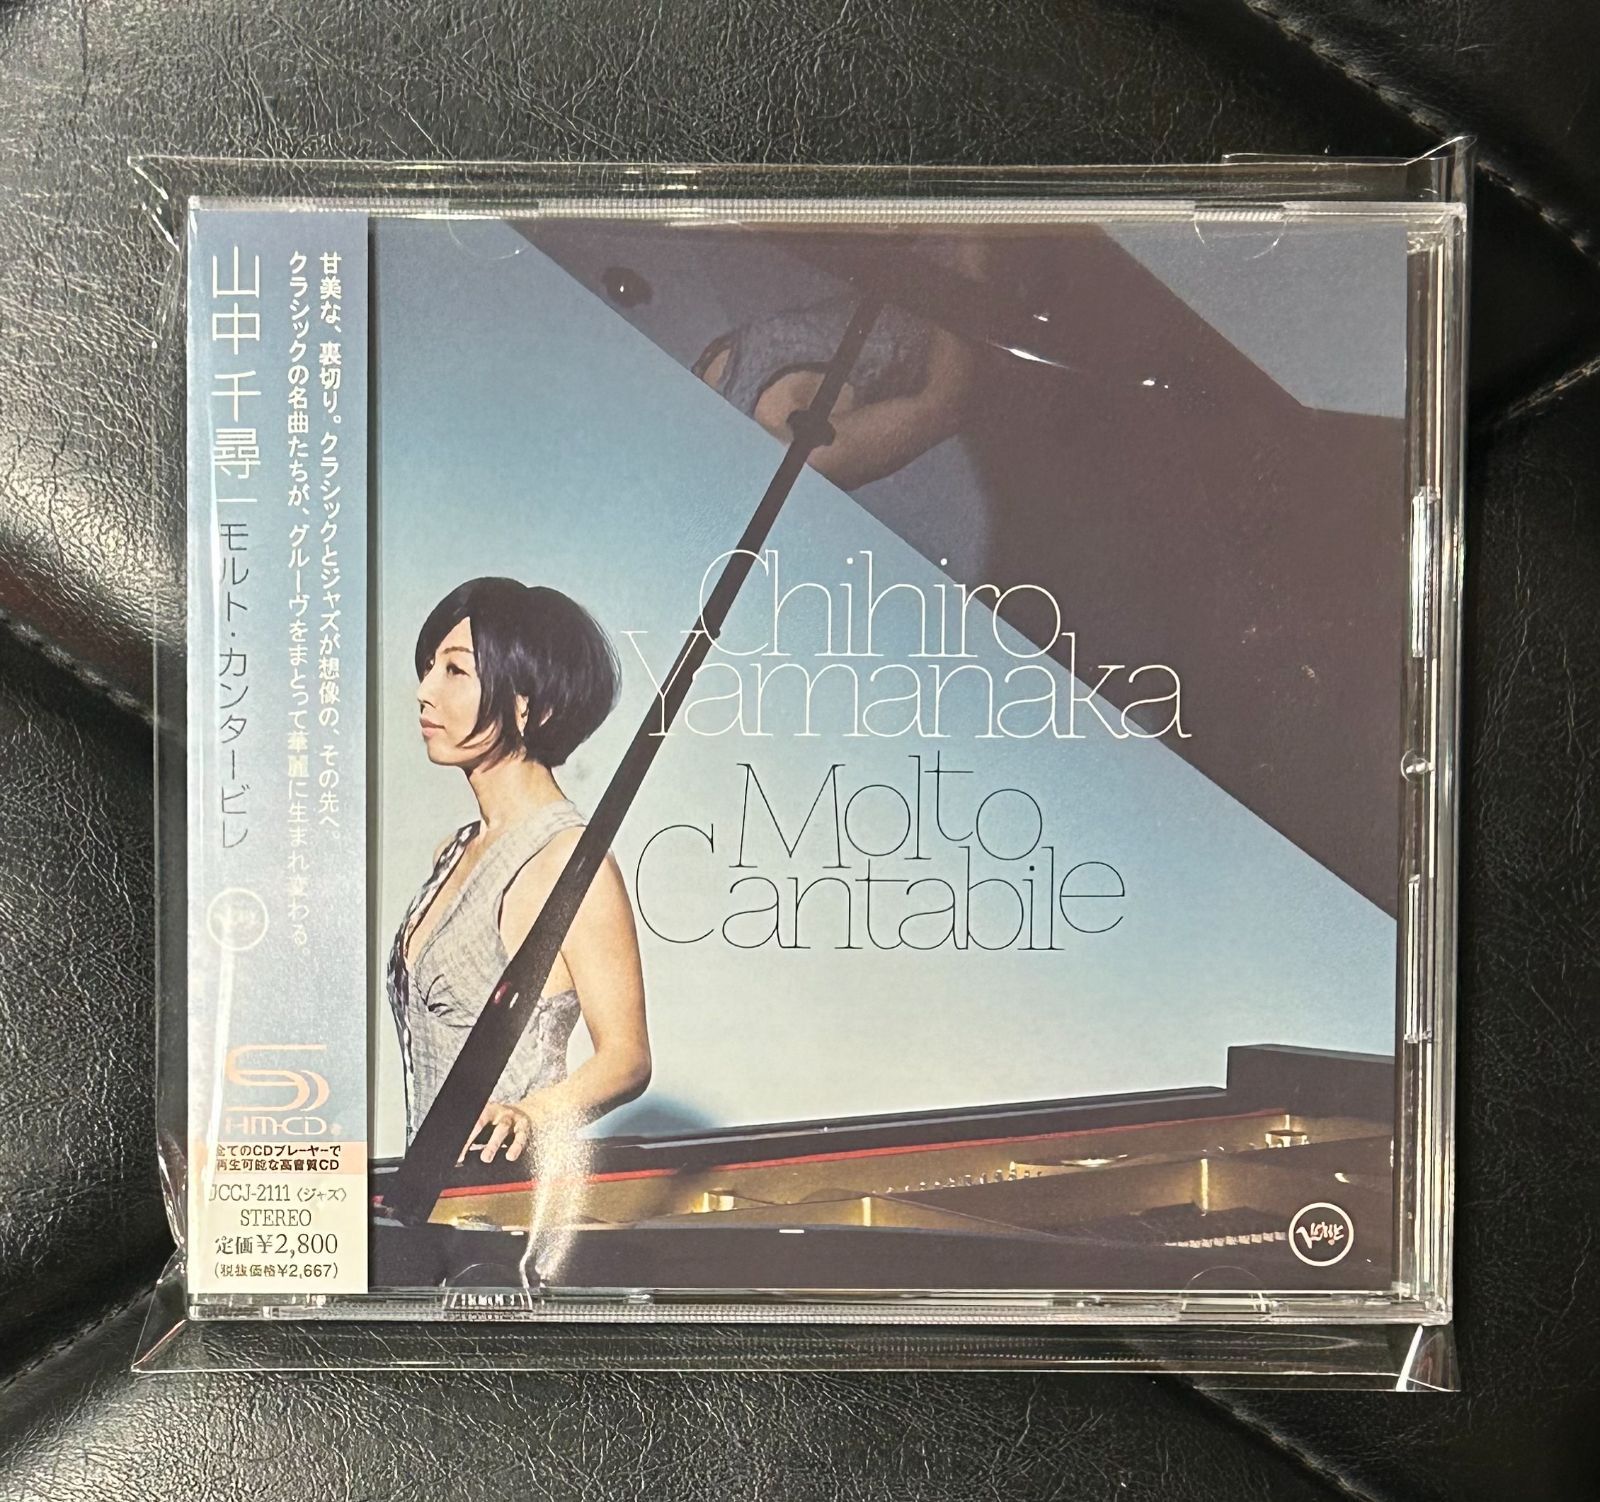 山中千尋―モルト・カンタービレ
甘美な、裏切り。クラシックとジャズが想像の、その先へ。
クラシックの名曲たちが、グルーヴをまとって華麗に生まれ変わる。
Verve
SHM-CD
全てのCDプレーヤーで
再生可能な高音質CD
UCCJ-2111〈ジャズ〉
STEREO
定価¥2,800
(税抜価格¥2,667)
Chihiro
Yamanaka
Molto
Cantabile
Verve